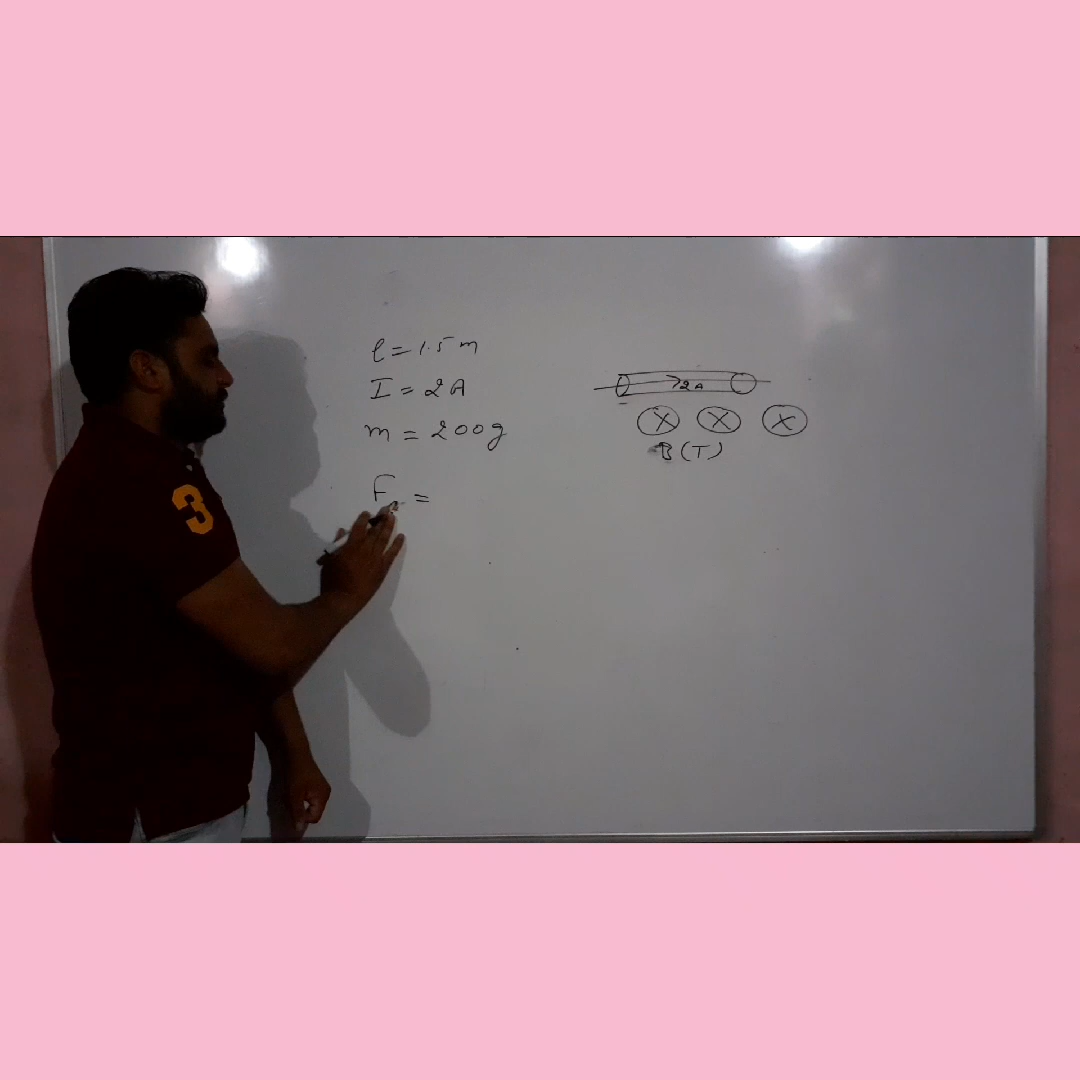 l = 1.5 m
I = 2A
m = 200g
F =
2A
B (T)
3